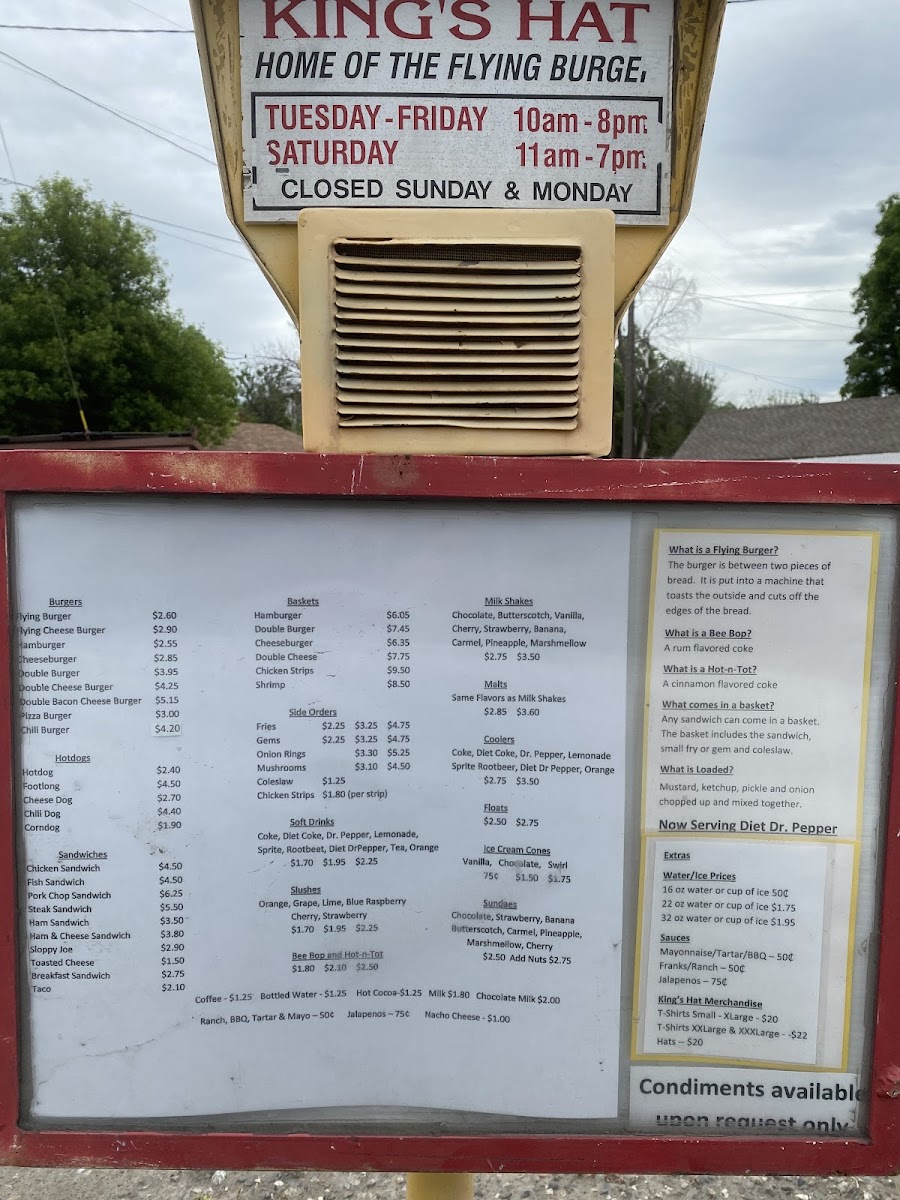 KING'S HAT
HOME OF THE FLYING BURGE
TUESDAY-FRIDAY 10am-8pm
SATURDAY 11am-7pm
CLOSED SUNDAY & MONDAY
Burgers
Flying Burger $2.60
Flying Cheese Burger $2.90
Hamburger $2.55
Cheeseburger $2.85
Double Burger $3.95
Double Cheese Burger $4.25
Double Bacon Cheese Burger $5.15
Pizza Burger $3.00
Chili Burger $4.20
Hotdogs
Hotdog $2.40
Footlong $4.50
Cheese Dog $2.70
Chili Dog $4.40
Corndog $1.90
Sandwiches
Chicken Sandwich $4.50
Fish Sandwich $4.50
Pork Chop Sandwich $6.25
Steak Sandwich $5.50
Ham Sandwich $3.50
Ham & Cheese Sandwich $3.80
Sloppy Joe $2.90
Toasted Cheese $1.50
Breakfast Sandwich $2.75
Taco $2.10
Baskets
Hamburger $6.05
Double Burger $7.45
Cheeseburger $6.35
Double Cheese $7.75
Chicken Strips $9.50
Shrimp $8.50
Side Orders
Fries $2.25 $3.25 $4.75
Gems $2.25 $3.25 $4.75
Onion Rings $3.30 $5.25
Mushrooms $3.10 $4.50
Coleslaw $1.25
Chicken Strips $1.80 (per strip)
Soft Drinks
Coke, Diet Coke, Dr. Pepper, Lemonade,
Sprite, Rootbeet, Diet DrPepper, Tea, Orange
$1.70 $1.95 $2.25
Slushes
Orange, Grape, Lime, Blue Raspberry
Cherry, Strawberry
$1.70 $1.95 $2.25
Bee Bop and Hot-n-Tot
$1.80 $2.10 $2.50
Milk Shakes
Chocolate, Butterscotch, Vanilla,
Cherry, Strawberry, Banana,
Carmel, Pineapple, Marshmellow
$2.75 $3.50
Malts
Same Flavors as Milk Shakes
$2.85 $3.60
Coolers
Coke, Diet Coke, Dr. Pepper, Lemonade
Sprite Rootbeer, Diet Dr Pepper, Orange
$2.75 $3.50
Floats
$2.50 $2.75
Ice Cream Cones
Vanilla, Chocolate, Swirl
75¢ $1.50 $1.75
Sundaes
Chocolate, Strawberry, Banana
Butterscotch, Carmel, Pineapple,
Marshmellow, Cherry
$2.50 Add Nuts $2.75
Coffee - $1.25 Bottled Water - $1.25 Hot Cocoa-$1.25 Milk $1.80 Chocolate Milk $2.00
Ranch, BBQ, Tartar & Mayo – 50¢ Jalapenos – 75¢ Nacho Cheese - $1.00
What is a Flying Burger?
The burger is between two pieces of
bread. It is put into a machine that
toasts the outside and cuts off the
edges of the bread.
What is a Bee Bop?
A rum flavored coke
What is a Hot-n-Tot?
A cinnamon flavored coke
What comes in a basket?
Any sandwich can come in a basket.
The basket includes the sandwich,
small fry or gem and coleslaw.
What is Loaded?
Mustard, ketchup, pickle and onion
chopped up and mixed together.
Now Serving Diet Dr. Pepper
Extras
Water/Ice Prices
16 oz water or cup of ice 50¢
22 oz water or cup of ice $1.75
32 oz water or cup of ice $1.95
Sauces
Mayonnaise/Tartar/BBQ – 50¢
Franks/Ranch – 50¢
Jalapenos – 75¢
King's Hat Merchandise
T-Shirts Small - XLarge - $20
T-Shirts XXLarge & XXXLarge - -$22
Hats – $20
Condiments available
upon request only